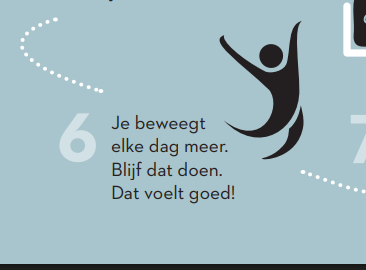 6
Je beweegt
elke dag meer.
Blijf dat doen.
Dat voelt goed!
7